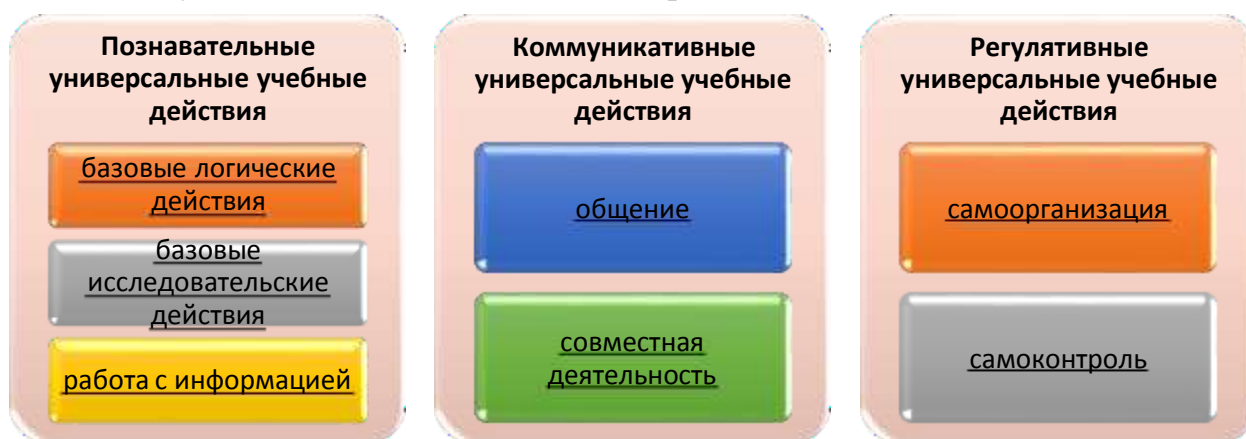 Познавательные
универсальные учебные
действия
базовые логические
действия
базовые
исследовательские
действия
работа с информацией
Коммуникативные
универсальные учебные
действия
общение
совместная
деятельность
Регулятивные
универсальные учебные
действия
самоорганизация
самоконтроль